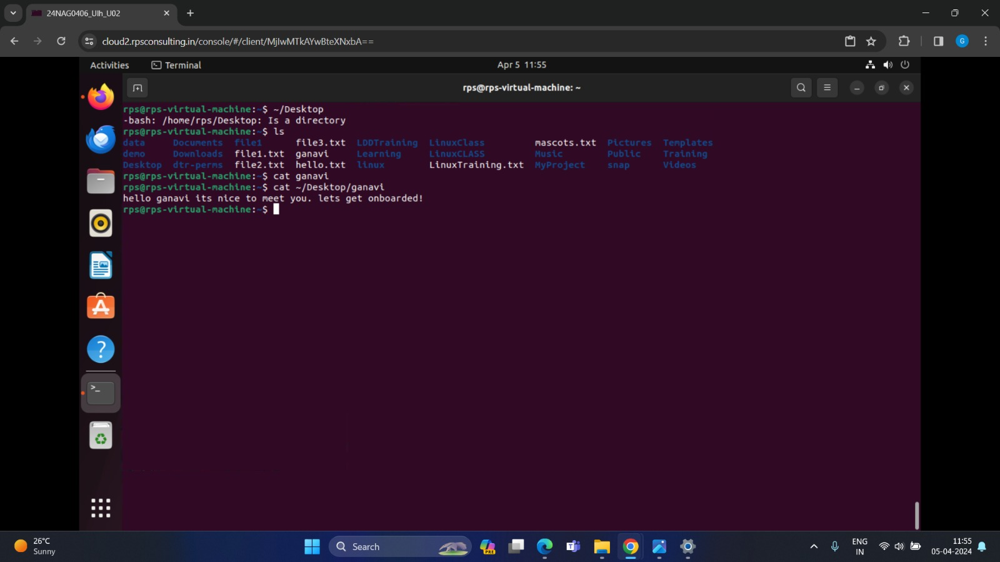 24NAG0406_Ulh_U02
cloud2.rpsconsulting.in/console/#/client/MjIwMTkAYwBteXNxbA==
G
Activities Terminal Apr 5 11:55
rps@rps-virtual-machine: ~
rps@rps-virtual-machine:~$ ~/Desktop
-bash: /home/rps/Desktop: Is a directory
rps@rps-virtual-machine:~$ ls
data Documents file1 file3.txt LDDTraining LinuxClass mascots.txt Pictures Templates
demo Downloads file1.txt ganavi Learning LinuxCLASS Music Public Training
Desktop dtr-perms file2.txt hello.txt linux LinuxTraining.txt MyProject snap Videos
rps@rps-virtual-machine:~$ cat ganavi
rps@rps-virtual-machine:~$ cat ~/Desktop/ganavi
hello ganavi its nice to meet you. lets get onboarded!
rps@rps-virtual-machine:~$
26°C
Sunny
Search
PRE
ENG
IN
11:55
05-04-2024